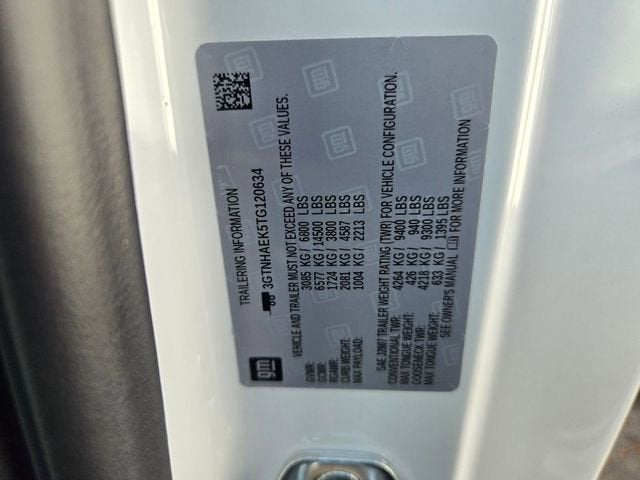 gm
TRAILERING INFORMATION
3GTNHAEK5TG120634
VEHICLE AND TRAILER MUST NOT EXCEED ANY OF THESE VALUES.
GVWR: 3085 KG / 6800 LBS
GCWR: 6577 KG / 14500 LBS
RGAWR: 1724 KG / 3800 LBS
CURB WEIGHT: 2081 KG / 4587 LBS
MAX PAYLOAD: 1004 KG / 2213 LBS
SAE J2807 TRAILER WEIGHT RATING (TWR) FOR VEHICLE CONFIGURATION.
CONVENTIONAL TWR: 4264 KG / 9400 LBS
MAX TONGUE WEIGHT: 426 KG / 940 LBS
GOOSENECK TWR: 4218 KG / 9300 LBS
MAX TONGUE WEIGHT: 633 KG / 1395 LBS
SEE OWNER'S MANUAL FOR MORE INFORMATION